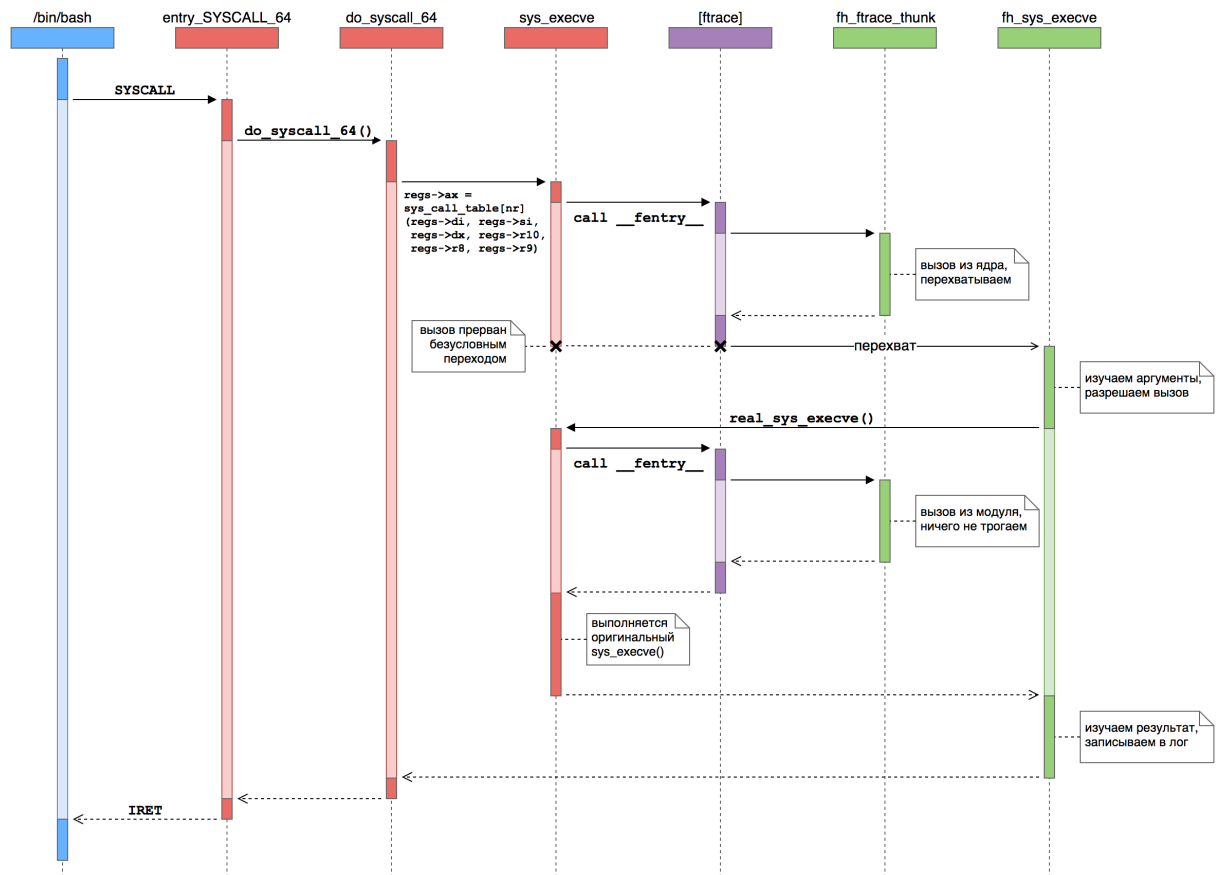 /bin/bash
entry_SYSCALL_64
do_syscall_64
sys_execve
[ftrace]
fh_ftrace_thunk
fh_sys_execve
SYSCALL
do_syscall_64()
regs->ax =
sys_call_table[nr]
(regs->di, regs->si,
regs->dx, regs->r10,
regs->r8, regs->r9)
call __fentry__
вызов из ядра,
перехватываем
вызов прерван
безусловным
переходом
перехват
изучаем аргументы,
разрешаем вызов
real_sys_execve()
call __fentry__
вызов из модуля,
ничего не трогаем
выполняется
оригинальный
sys_execve()
изучаем результат,
записываем в лог
IRET